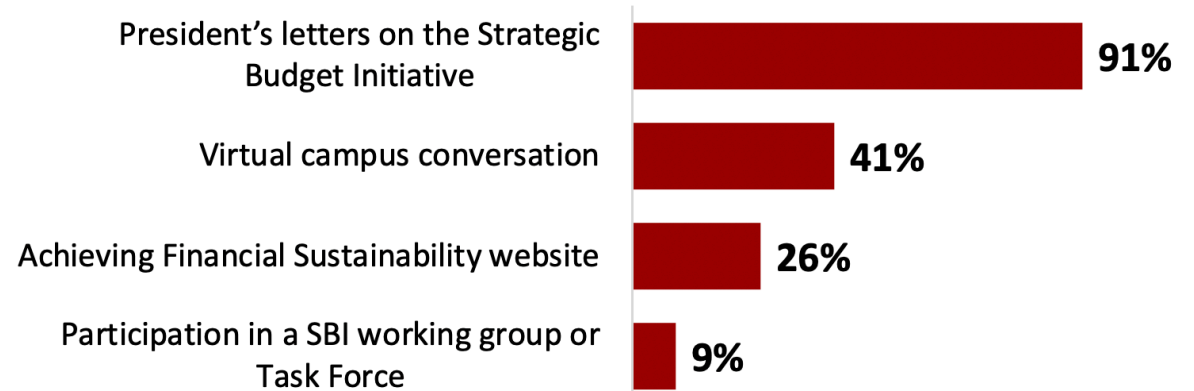 President’s letters on the Strategic
Budget Initiative
91%
Virtual campus conversation
41%
Achieving Financial Sustainability website
26%
Participation in a SBI working group or
Task Force
9%